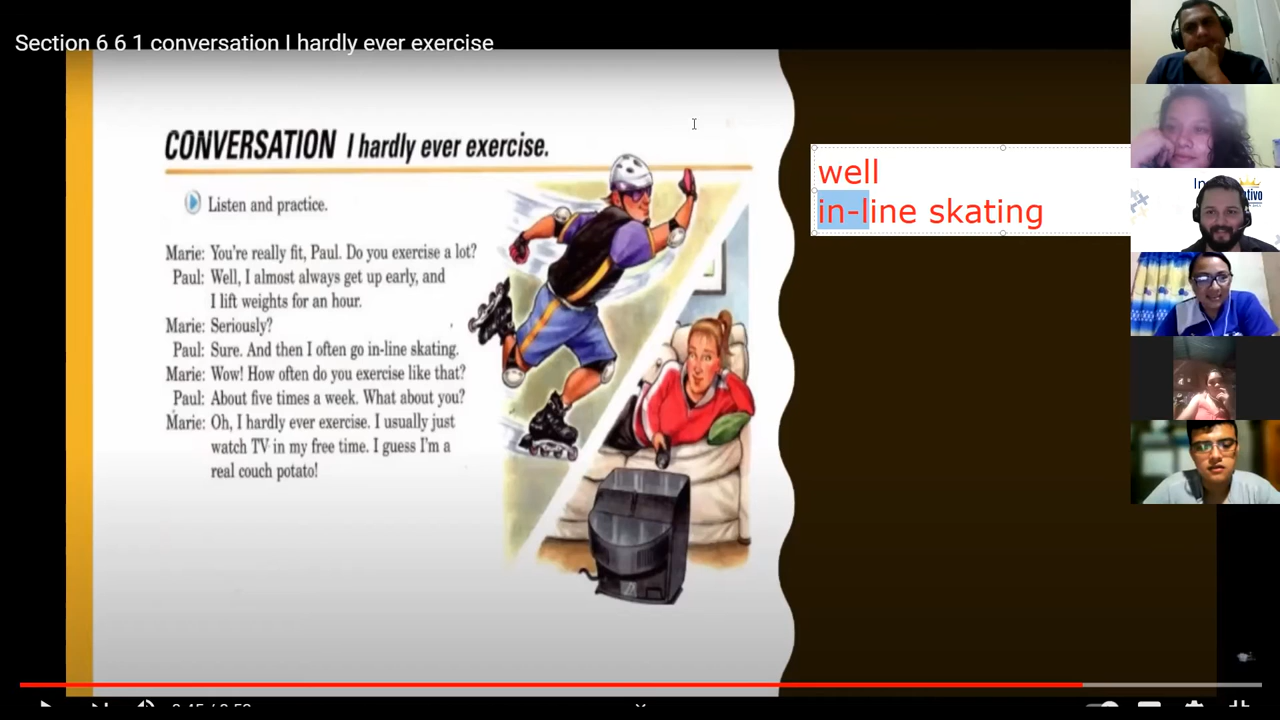 Section 6 6 1 conversation I hardly ever exercise
CONVERSATION I hardly ever exercise.
Listen and practice.
Marie: You're really fit, Paul. Do you exercise a lot?
Paul: Well, I almost always get up early, and
I lift weights for an hour.
Marie: Seriously?
Paul: Sure. And then I often go in-line skating.
Marie: Wow! How often do you exercise like that?
Paul: About five times a week. What about you?
Marie: Oh, I hardly ever exercise. I usually just
watch TV in my free time. I guess I'm a
real couch potato!
well
in-line skating